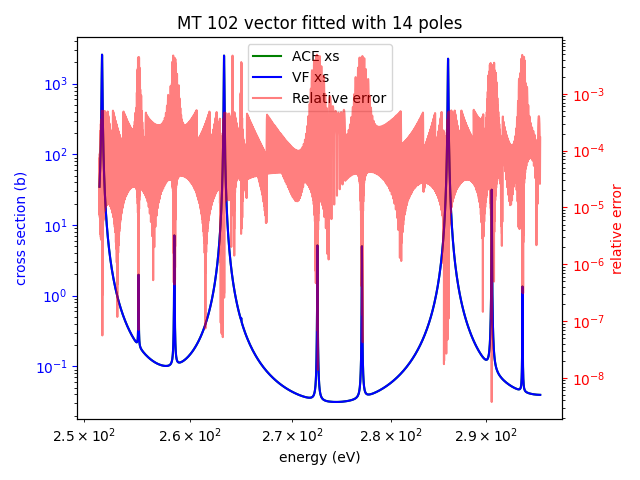 MT 102 vector fitted with 14 poles
ACE xs
VF xs
Relative error
10³
10²
10¹
10⁰
10⁻¹
cross section (b)
10⁻³
10⁻⁴
10⁻⁵
10⁻⁶
10⁻⁷
10⁻⁸
relative error
2.5 × 10² 2.6 × 10² 2.7 × 10² 2.8 × 10² 2.9 × 10²
energy (eV)